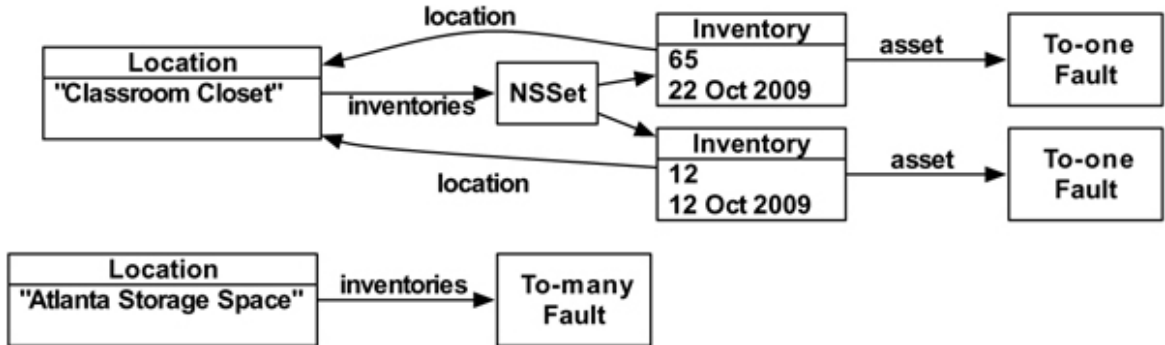 location
Inventory
65
22 Oct 2009
asset
To-one
Fault
Location
"Classroom Closet"
inventories
NSSet
Inventory
12
12 Oct 2009
asset
To-one
Fault
location
Location
"Atlanta Storage Space"
inventories
To-many
Fault